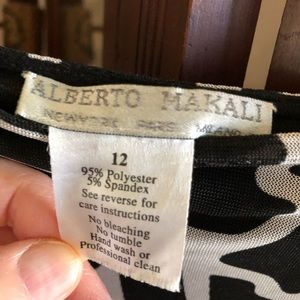 ALBERTO MAKALI
NEW YORK PARIS MILANO
12
95% Polyester
5% Spandex
See reverse for
care instructions
No bleaching
No tumble
Hand wash or
Professional clean